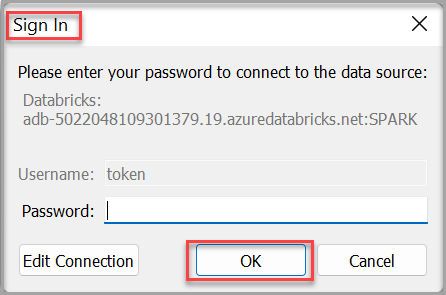 Sign In
Please enter your password to connect to the data source:
Databricks:
adb-5022048109301379.19.azuredatabricks.net:SPARK
Username: token
Password:
Edit Connection OK Cancel